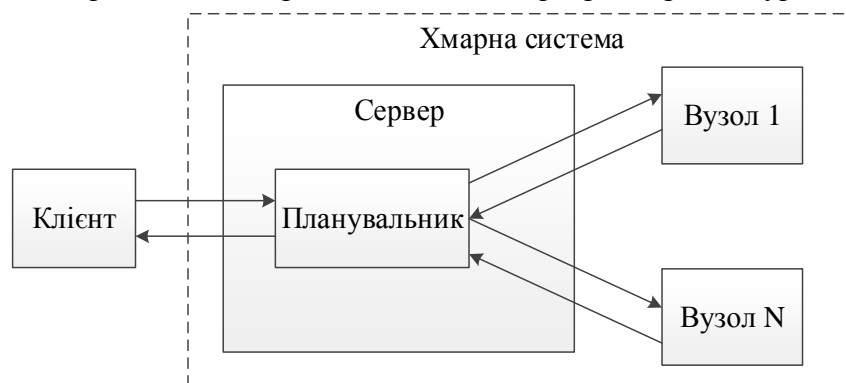 Хмарна система
Сервер
Вузол 1
Клієнт
Планувальник
Вузол N